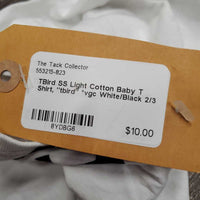 The Tack Collector
553215-823
TBird SS Light Cotton Baby T
Shirt, "tbird" *vgc White/Black 2/3
8YDBG8
$10.00